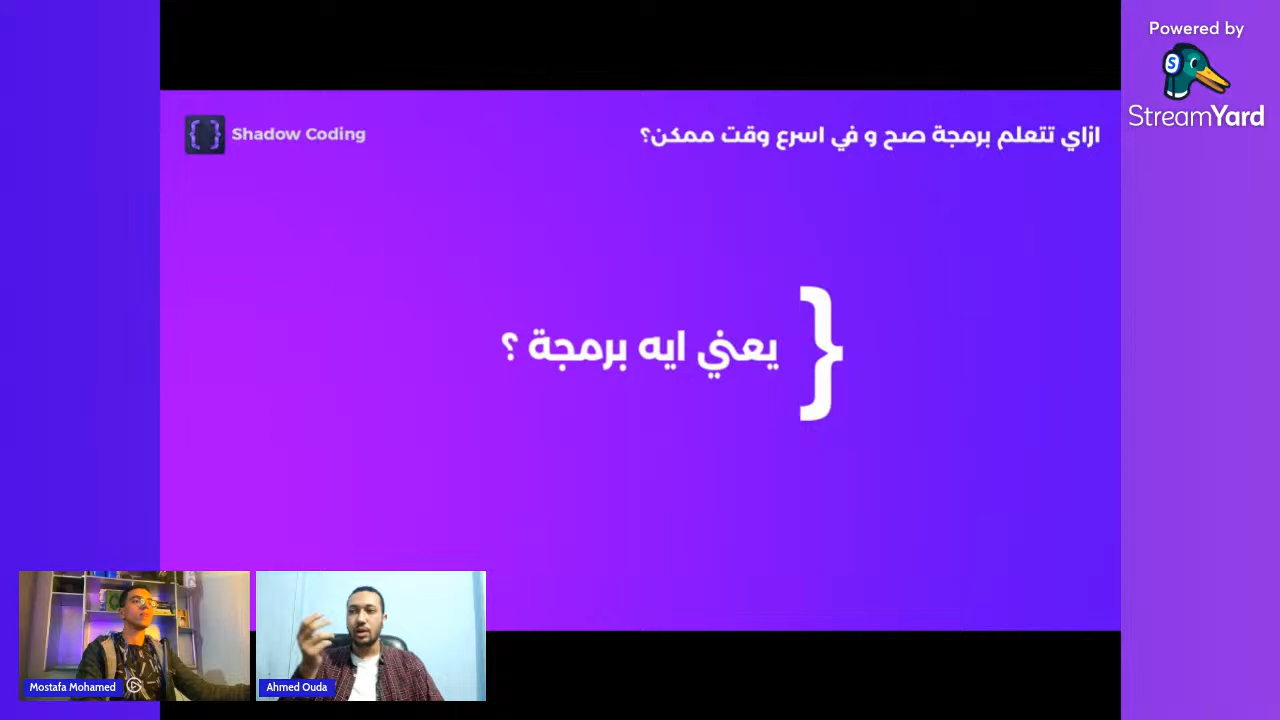 Powered by
StreamYard
Shadow Coding
ازاي تتعلم برمجة صح و في اسرع وقت ممكن؟
يعني ايه برمجة ؟
Mostafa Mohamed
Ahmed Ouda